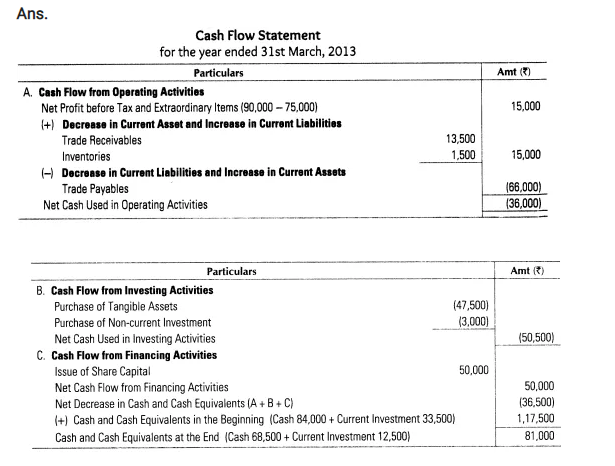 Ans.
Cash Flow Statement
for the year ended 31st March, 2013
Particulars Amt (₹)
A. Cash Flow from Operating Activities
Net Profit before Tax and Extraordinary Items (90,000 – 75,000) 15,000
(+) Decrease in Current Asset and Increase in Current Liabilities
Trade Receivables 13,500
Inventories 1,500 15,000
(–) Decrease in Current Liabilities and Increase in Current Assets
Trade Payables (66,000)
Net Cash Used in Operating Activities (36,000)
Particulars Amt (₹)
B. Cash Flow from Investing Activities
Purchase of Tangible Assets (47,500)
Purchase of Non-current Investment (3,000)
Net Cash Used in Investing Activities (50,500)
C. Cash Flow from Financing Activities
Issue of Share Capital 50,000
Net Cash Flow from Financing Activities 50,000
Net Decrease in Cash and Cash Equivalents (A + B + C) (36,500)
(+) Cash and Cash Equivalents in the Beginning (Cash 84,000 + Current Investment 33,500) 1,17,500
Cash and Cash Equivalents at the End (Cash 68,500 + Current Investment 12,500) 81,000